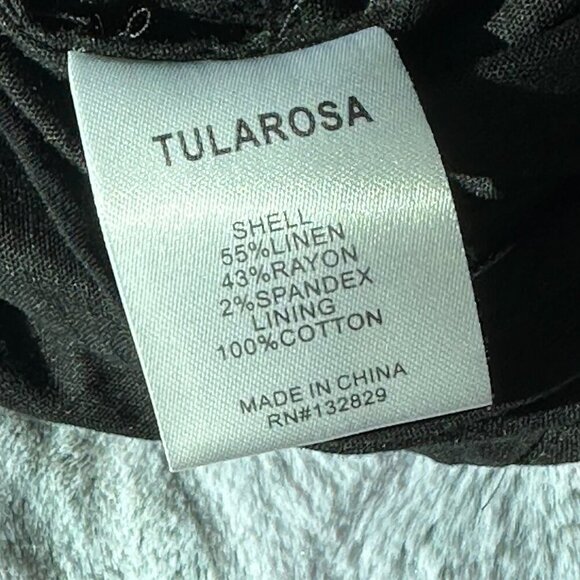 TULAROSA
SHELL
55%LINEN
43%RAYON
2%SPANDEX
LINING
100%COTTON
MADE IN CHINA
RN#132829